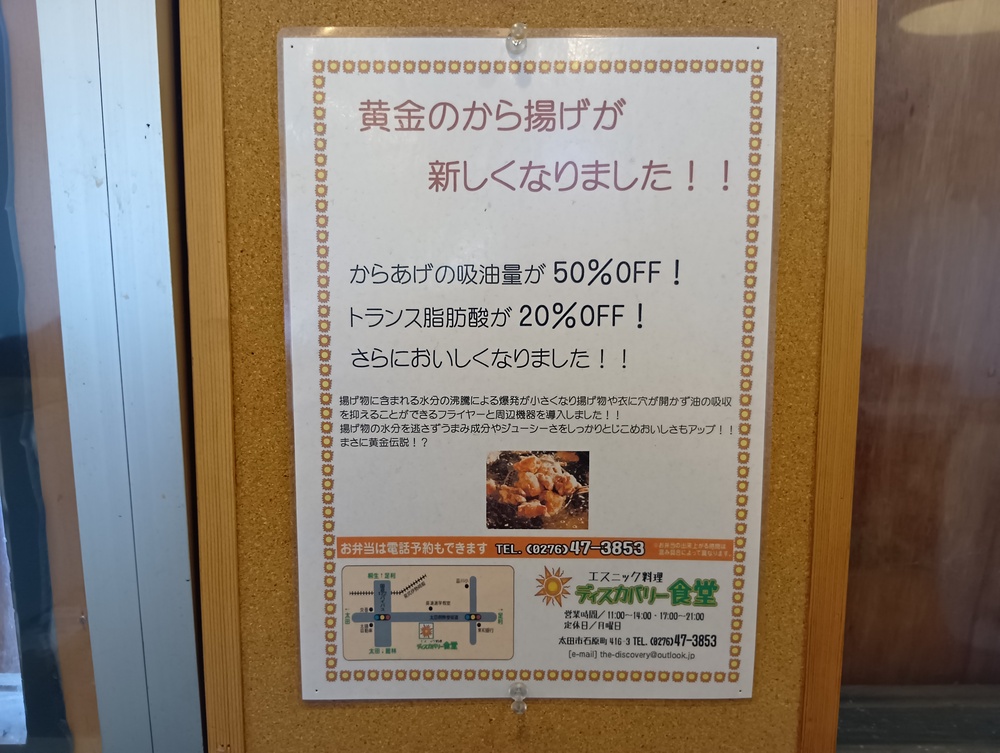 黄金のから揚げが
新しくなりました！！
からあげの吸油量が 50%OFF！
トランス脂肪酸が 20%OFF！
さらにおいしくなりました！！
揚げ物に含まれる水分の沸騰による爆発が小さくなり揚げ物や衣に穴が開かず油の吸収
を抑えることができるフライヤーと周辺機器を導入しました！！
揚げ物の水分を逃さずうまみ成分やジューシーさをしっかりとじこめおいしさもアップ！！
まさに黄金伝説！？
お弁当は電話予約もできます TEL. (0276)47-3853
エスニック料理
ディスカバリー食堂
営業時間／11:00～14:00・17:00～21:00
定休日／月曜日
太田市石原町 416-3 TEL. (0276)47-3853
[e-mail] the-discovery@outlook.jp
ディスカバリー食堂